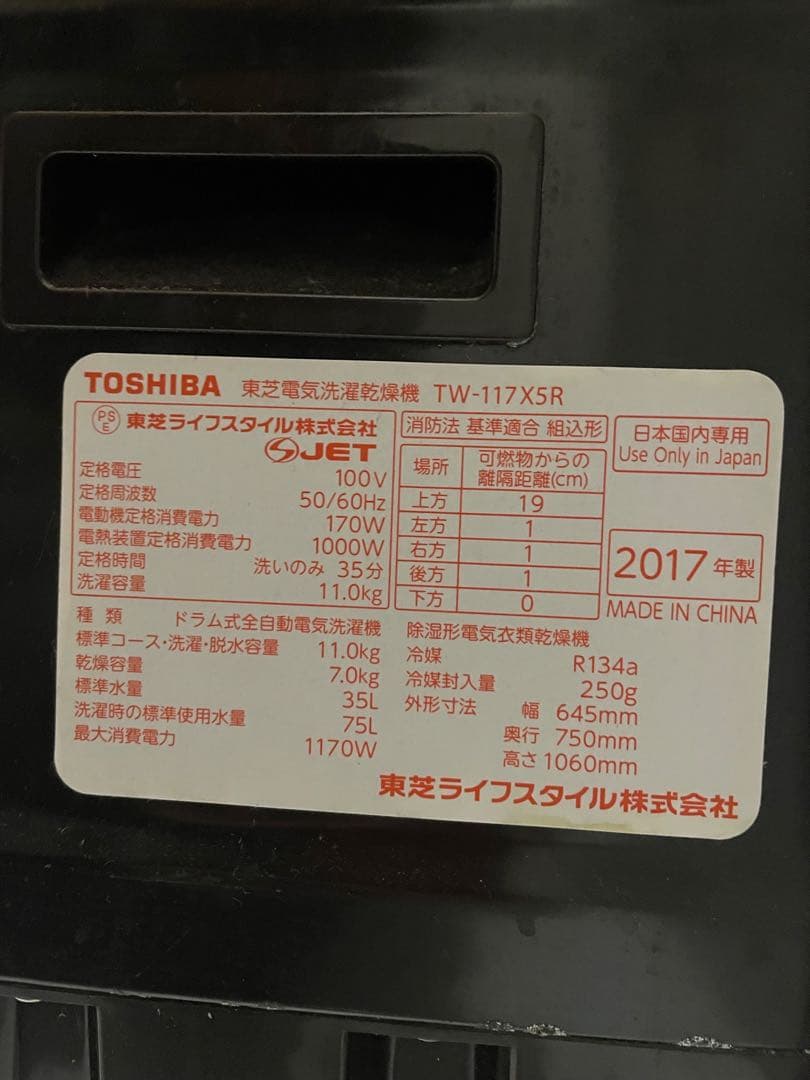 TOSHIBA 東芝電気洗濯乾燥機 TW-117X5R
PS E 東芝ライフスタイル株式会社
S JET
定格電圧 100V
定格周波数 50/60Hz
電動機定格消費電力 170W
電熱装置定格消費電力 1000W
定格時間 洗いのみ 35分
洗濯容量 11.0kg
消防法 基準適合 組込形
場所 可燃物からの
離隔距離(cm)
上方 19
左方 1
右方 1
後方 1
下方 0
日本国内専用
Use Only in Japan
2017年製
MADE IN CHINA
種類 ドラム式全自動電気洗濯機
標準コース・洗濯・脱水容量 11.0kg
乾燥容量 7.0kg
標準水量 35L
洗濯時の標準使用水量 75L
最大消費電力 1170W
除湿形電気衣類乾燥機
冷媒 R134a
冷媒封入量 250g
外形寸法 幅 645mm
奥行 750mm
高さ 1060mm
東芝ライフスタイル株式会社